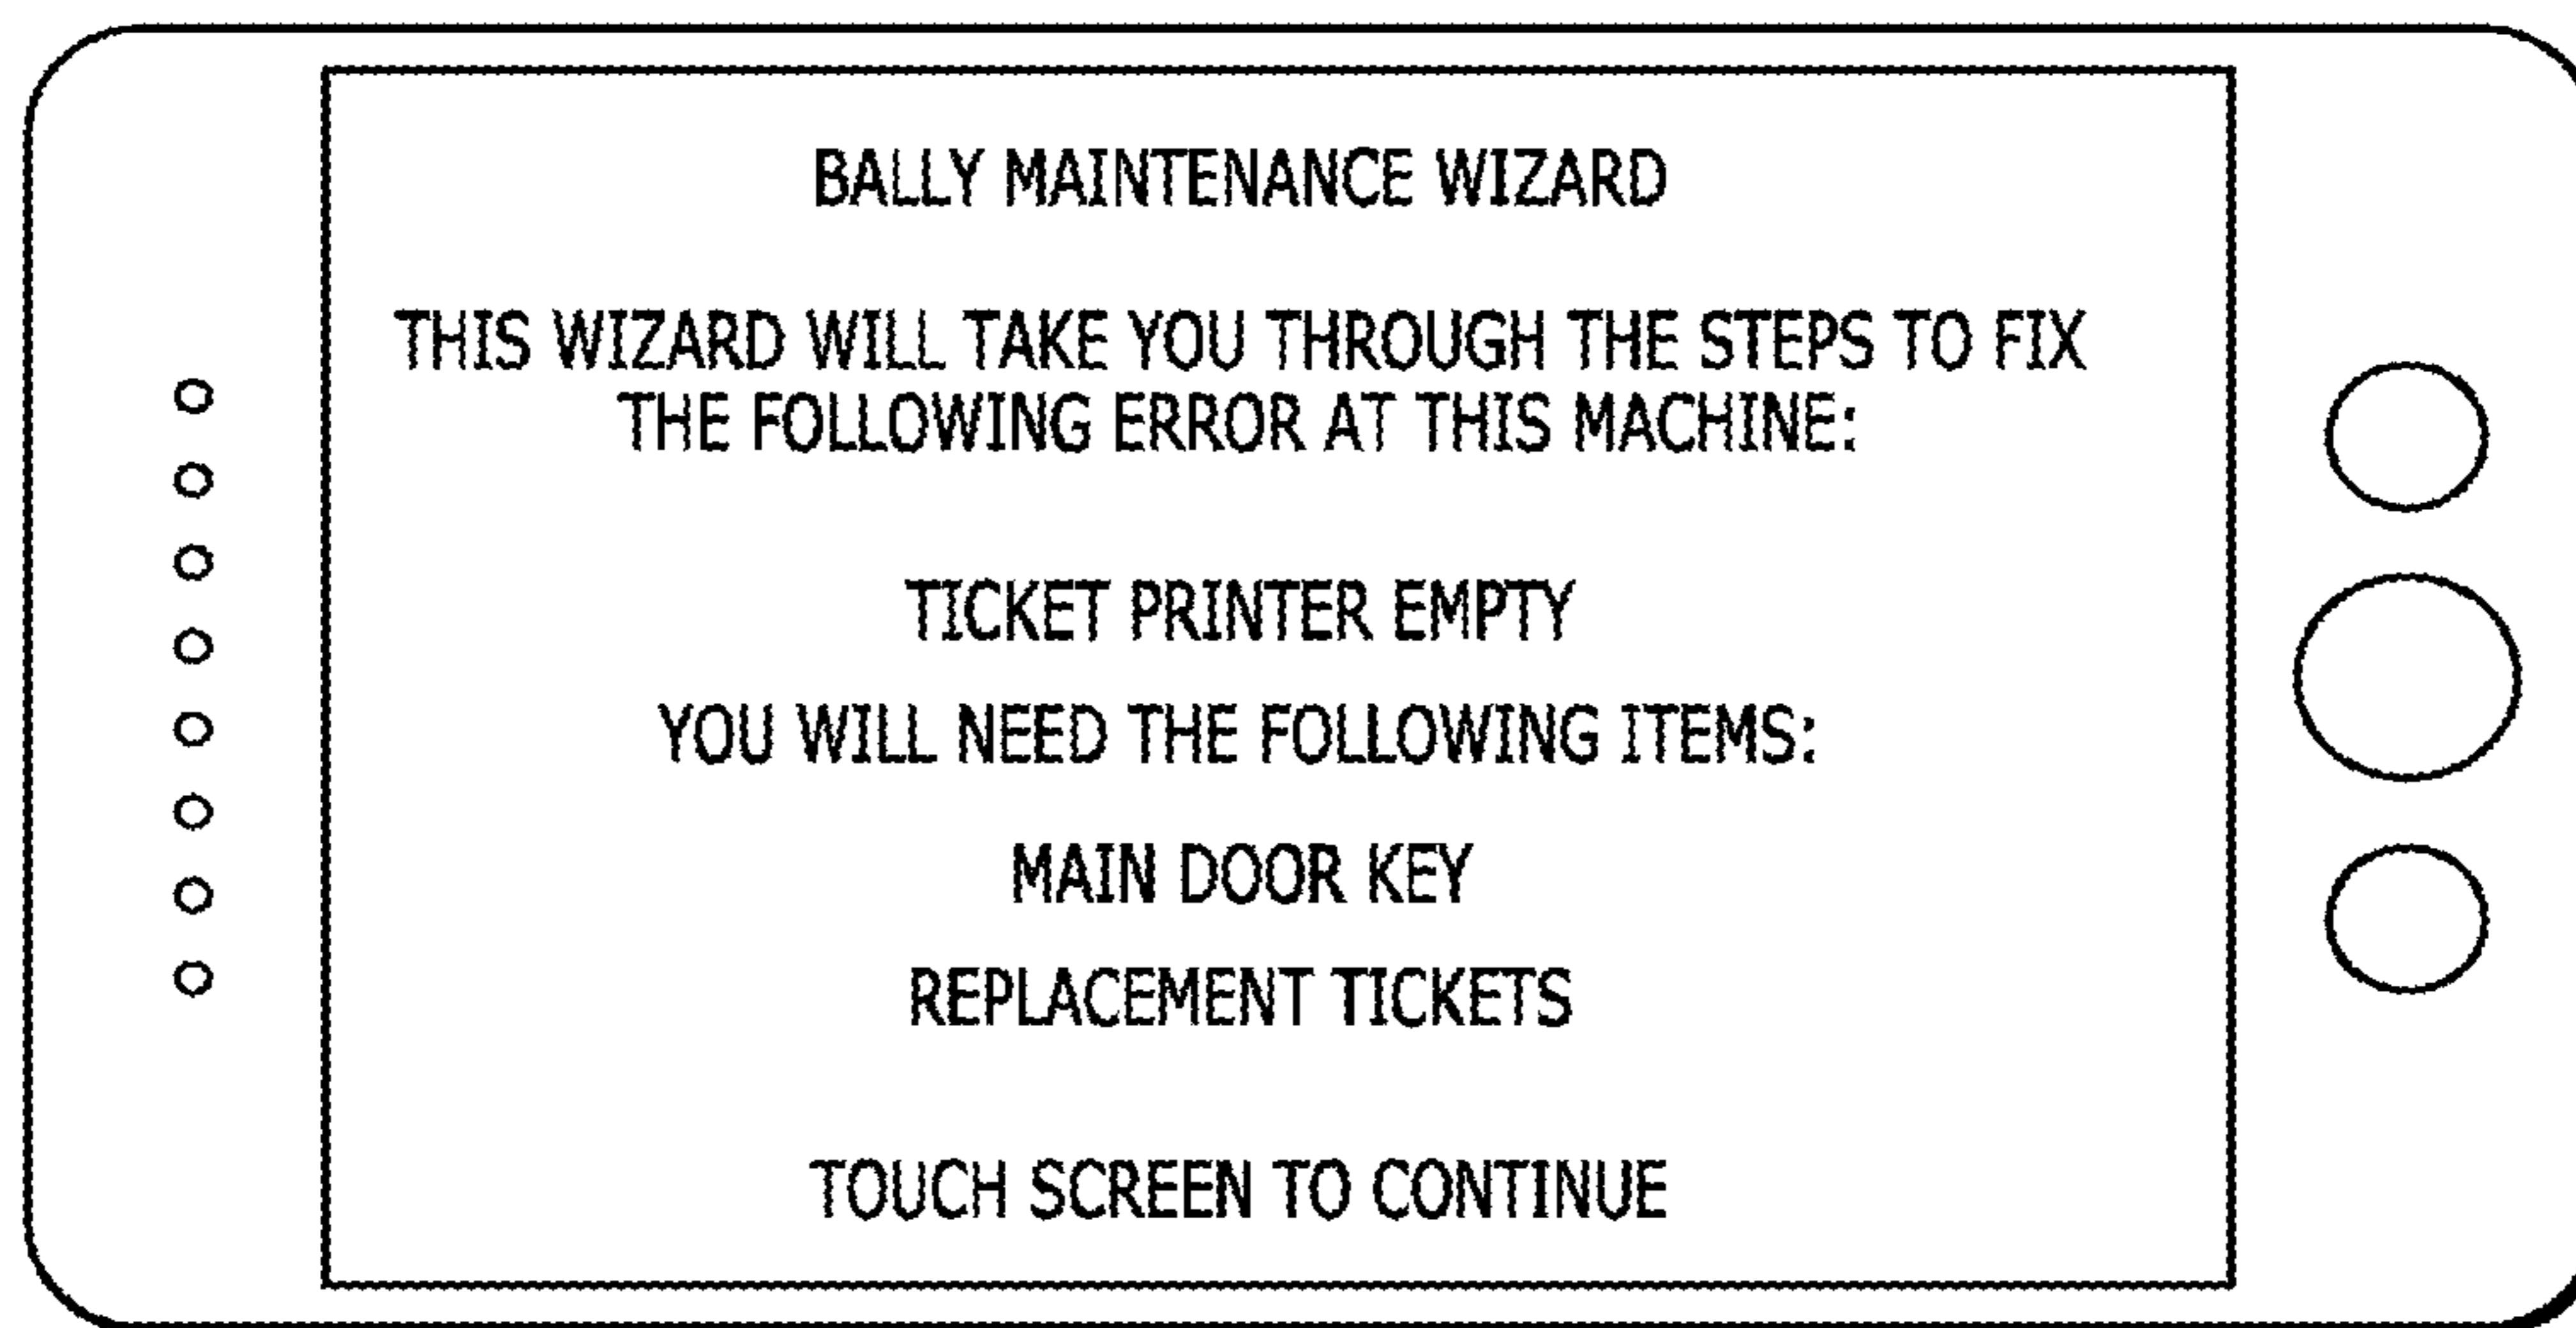 BALLY MAINTENANCE WIZARD
THIS WIZARD WILL TAKE YOU THROUGH THE STEPS TO FIX
THE FOLLOWING ERROR AT THIS MACHINE:
TICKET PRINTER EMPTY
YOU WILL NEED THE FOLLOWING ITEMS:
MAIN DOOR KEY
REPLACEMENT TICKETS
TOUCH SCREEN TO CONTINUE